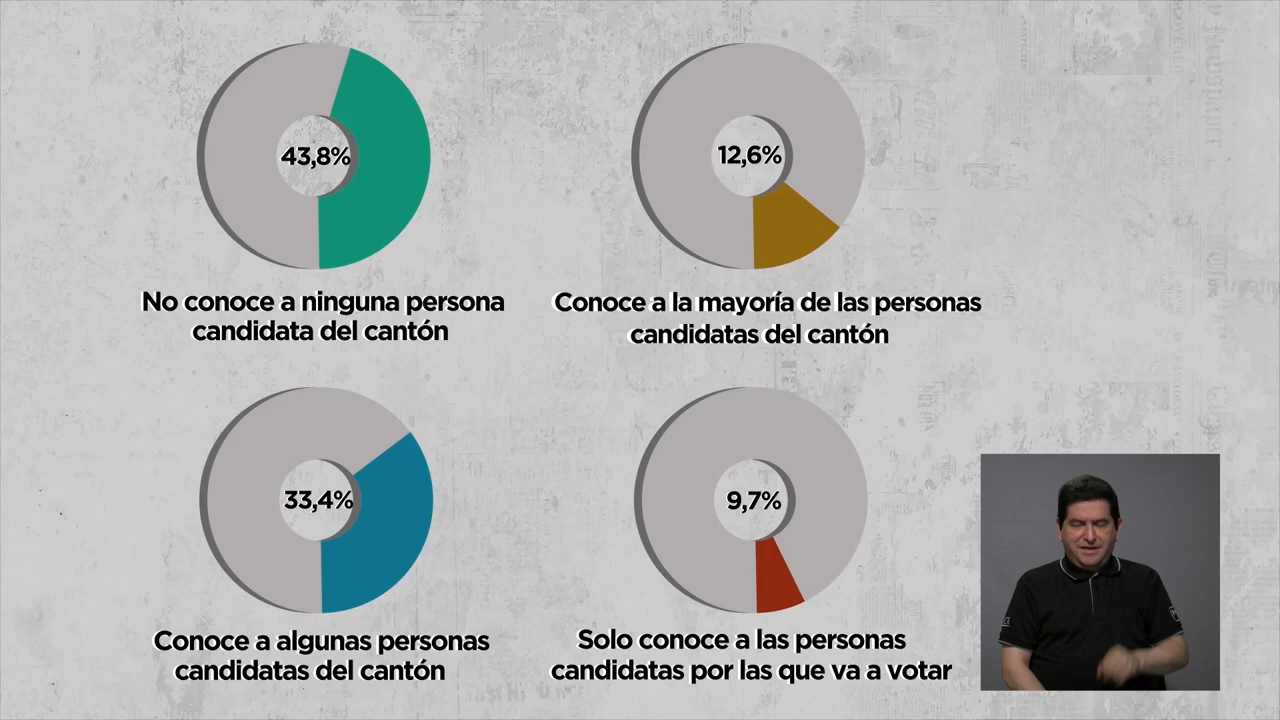 43,8%
No conoce a ninguna persona
candidata del cantón
12,6%
Conoce a la mayoría de las personas
candidatas del cantón
33,4%
Conoce a algunas personas
candidatas del cantón
9,7%
Solo conoce a las personas
candidatas por las que va a votar